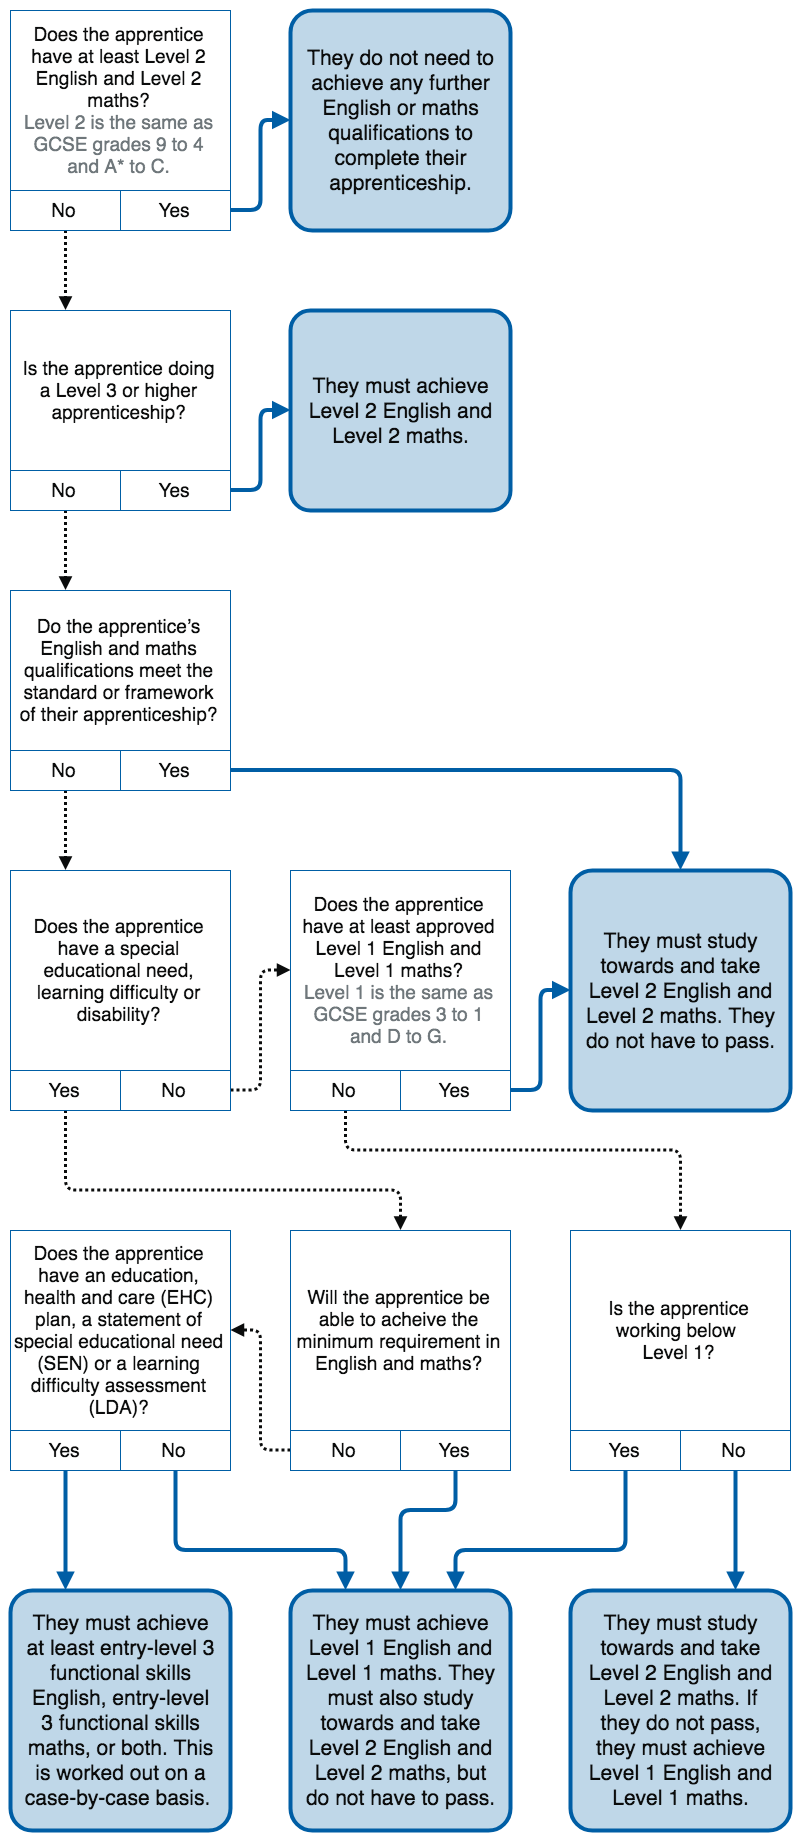 Does the apprentice
have at least Level 2
English and Level 2
maths?
Level 2 is the same as
GCSE grades 9 to 4
and A* to C.
No
Yes
They do not need to
achieve any further
English or maths
qualifications to
complete their
apprenticeship.
Is the apprentice doing
a Level 3 or higher
apprenticeship?
No
Yes
They must achieve
Level 2 English and
Level 2 maths.
Do the apprentice’s
English and maths
qualifications meet the
standard or framework
of their apprenticeship?
No
Yes
Does the apprentice
have a special
educational need,
learning difficulty or
disability?
Yes
No
Does the apprentice
have at least approved
Level 1 English and
Level 1 maths?
Level 1 is the same as
GCSE grades 3 to 1
and D to G.
No
Yes
They must study
towards and take
Level 2 English and
Level 2 maths. They
do not have to pass.
Does the apprentice
have an education,
health and care (EHC)
plan, a statement of
special educational need
(SEN) or a learning
difficulty assessment
(LDA)?
Yes
No
Will the apprentice be
able to acheive the
minimum requirement in
English and maths?
No
Yes
Is the apprentice
working below
Level 1?
Yes
No
They must achieve
at least entry-level 3
functional skills
English, entry-level
3 functional skills
maths, or both. This
is worked out on a
case-by-case basis.
They must achieve
Level 1 English and
Level 1 maths. They
must also study
towards and take
Level 2 English and
Level 2 maths, but
do not have to pass.
They must study
towards and take
Level 2 English and
Level 2 maths. If
they do not pass,
they must achieve
Level 1 English and
Level 1 maths.